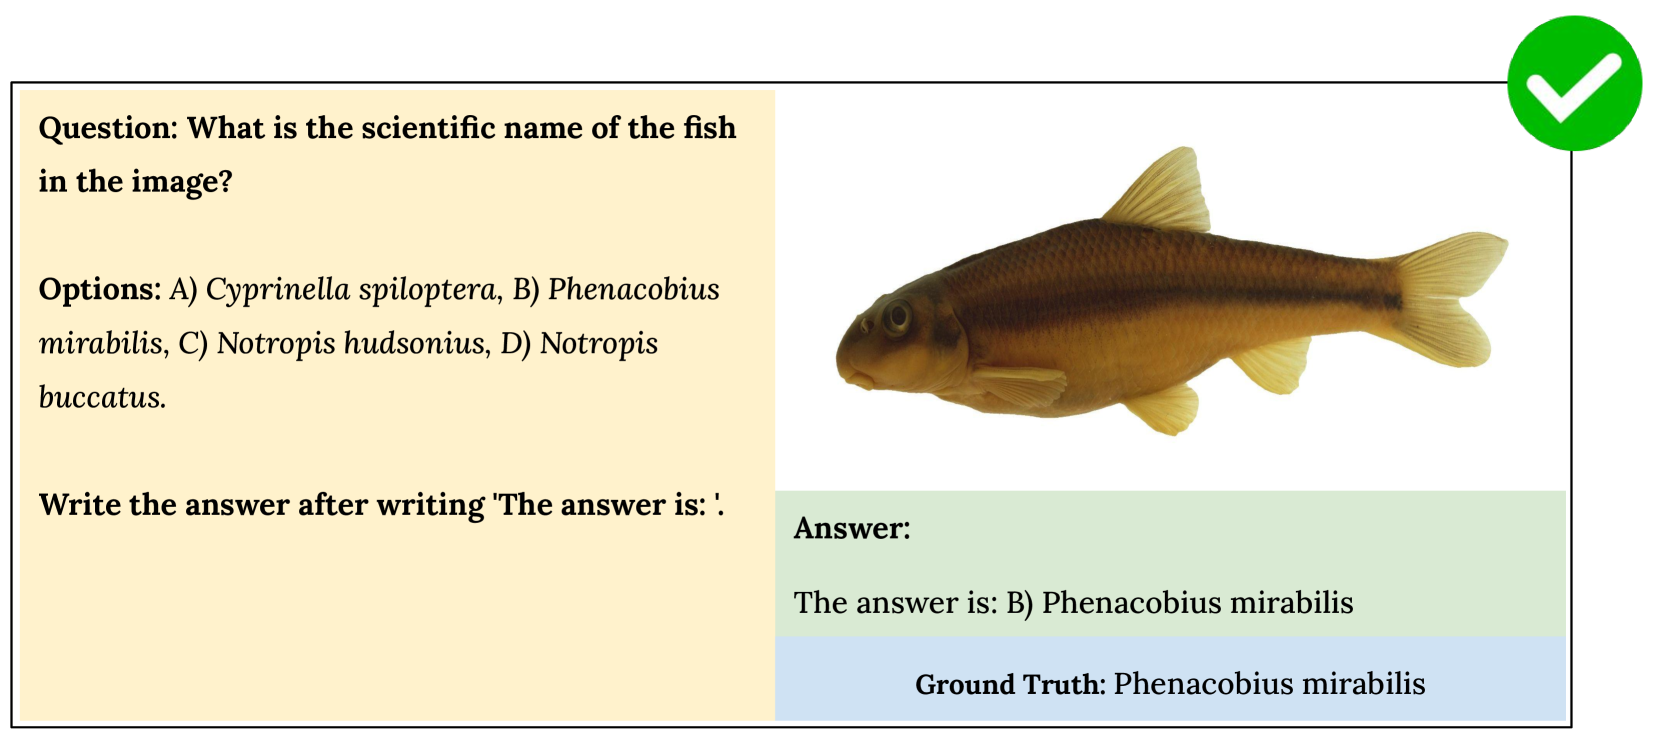 Question: What is the scientific name of the fish
in the image?
Options: A) Cyprinella spiloptera, B) Phenacobius
mirabilis, C) Notropis hudsonius, D) Notropis
buccatus.
Write the answer after writing 'The answer is: '.
Answer:
The answer is: B) Phenacobius mirabilis
Ground Truth: Phenacobius mirabilis